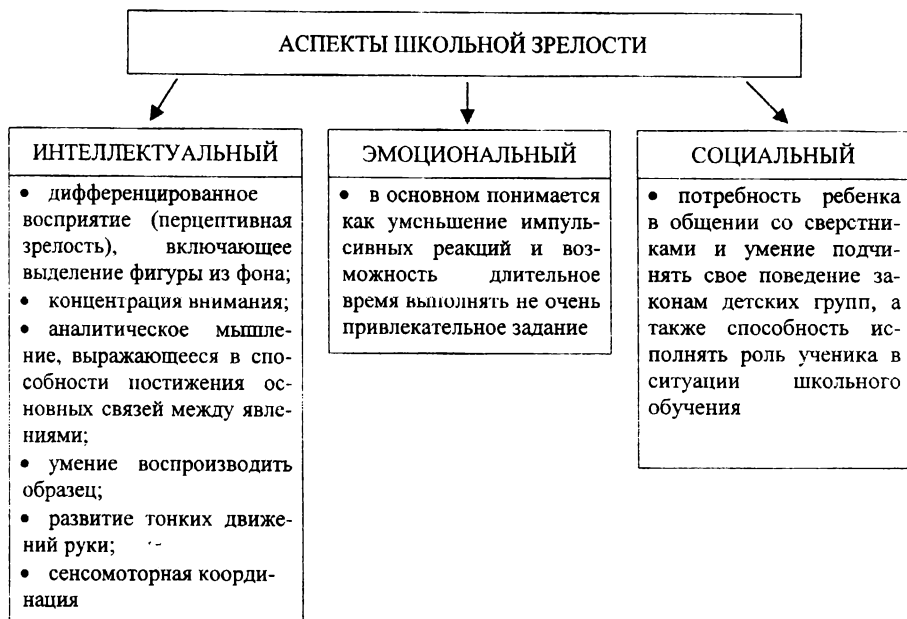 АСПЕКТЫ ШКОЛЬНОЙ ЗРЕЛОСТИ
ИНТЕЛЛЕКТУАЛЬНЫЙ
• дифференцированное
восприятие (перцептивная
зрелость), включающее
выделение фигуры из фона;
• концентрация внимания;
• аналитическое мышле-
ние, выражающееся в спо-
собности постижения ос-
новных связей между явле-
ниями;
• умение воспроизводить
образец;
• развитие тонких движе-
ний руки;
• сенсомоторная коорди-
нация
ЭМОЦИОНАЛЬНЫЙ
• в основном понимается
как уменьшение импуль-
сивных реакций и воз-
можность длительное
время выполнять не очень
привлекательное задание
СОЦИАЛЬНЫЙ
• потребность ребенка
в общении со сверстни-
ками и умение подчи-
нять свое поведение за-
конам детских групп, а
также способность ис-
полнять роль ученика в
ситуации школьного
обучения